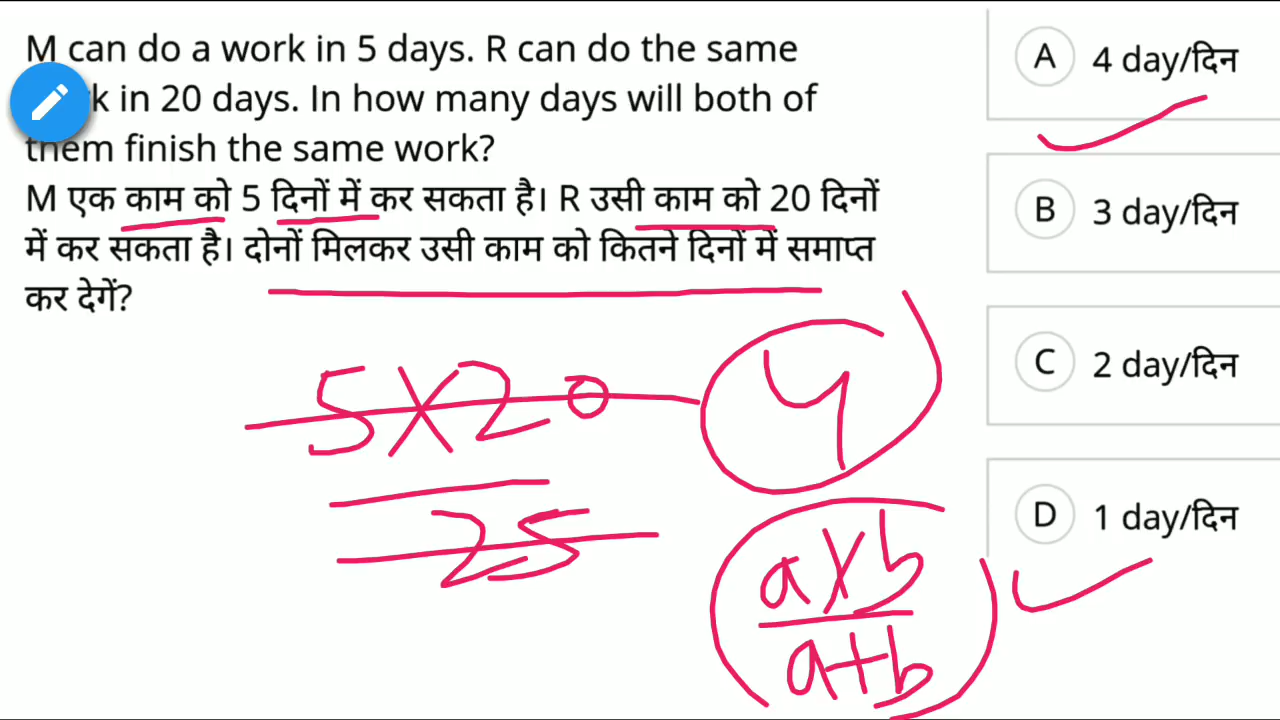 M can do a work in 5 days. R can do the same
k in 20 days. In how many days will both of
them finish the same work?
M एक काम को 5 दिनों में कर सकता है। R उसी काम को 20 दिनों
में कर सकता है। दोनों मिलकर उसी काम को कितने दिनों में समाप्त
कर देगें?
A 4 day/दिन
B 3 day/दिन
C 2 day/दिन
D 1 day/दिन
5X20
25
4
aXb
a+b